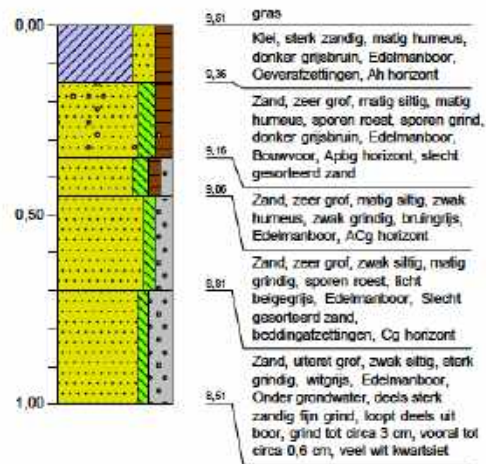 0,00
9,51
gras
Klei, sterk zandig, matig humeus,
donker grijsbruin, Edelmanboor,
Oeverafzettingen, Ah horizont
9,36
Zand, zeer grof, matig siltig, matig
humeus, sporen roest, sporen grind,
donker grijsbruin, Edelmanboor,
Bouwvoor, Apbg horizont, slecht
gesorteerd zand
9,16
9,06
0,50
Zand, zeer grof, matig siltig, zwak
humeus, zwak grindig, bruingrijs,
Edelmanboor, ACg horizont
8,81
Zand, zeer grof, zwak siltig, matig
grindig, sporen roest, licht
beigegrijs, Edelmanboor, Slecht
gesorteerd zand,
beddingafzettingen, Cg horizont
8,51
1,00
Zand, uiterst grof, zwak siltig, sterk
grindig, witgrijs, Edelmanboor,
Onder grondwater, deels sterk
zandig fijn grind, loopt deels uit
boor, grind tot circa 3 cm, vooral tot
circa 0,6 cm, veel wit kwartsiet